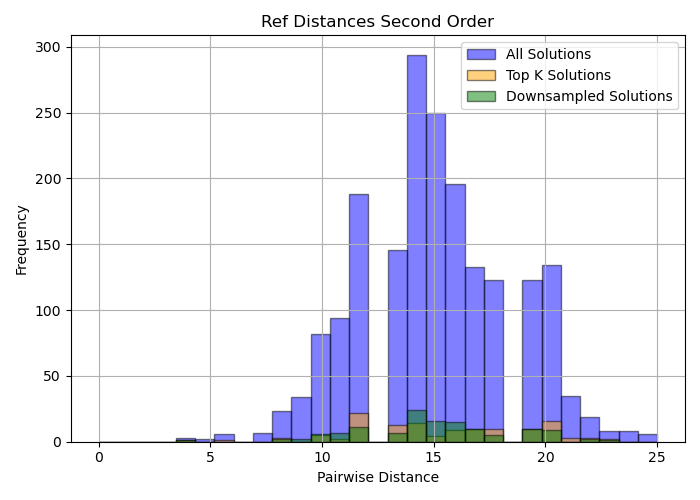 Ref Distances Second Order
All Solutions
Top K Solutions
Downsampled Solutions
Frequency
300
250
200
150
100
50
0
0 5 10 15 20 25
Pairwise Distance